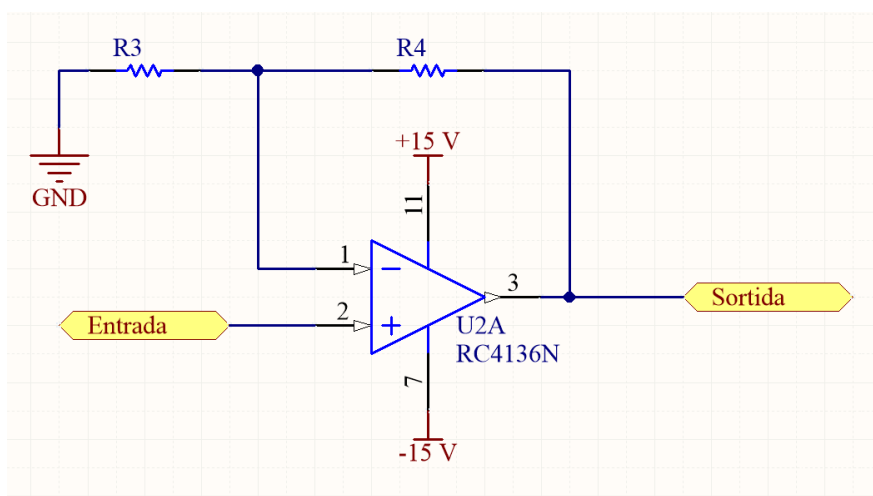 R3
R4
+15 V
GND
11
1
3
Sortida
2
Entrada
U2A
RC4136N
7
-15 V